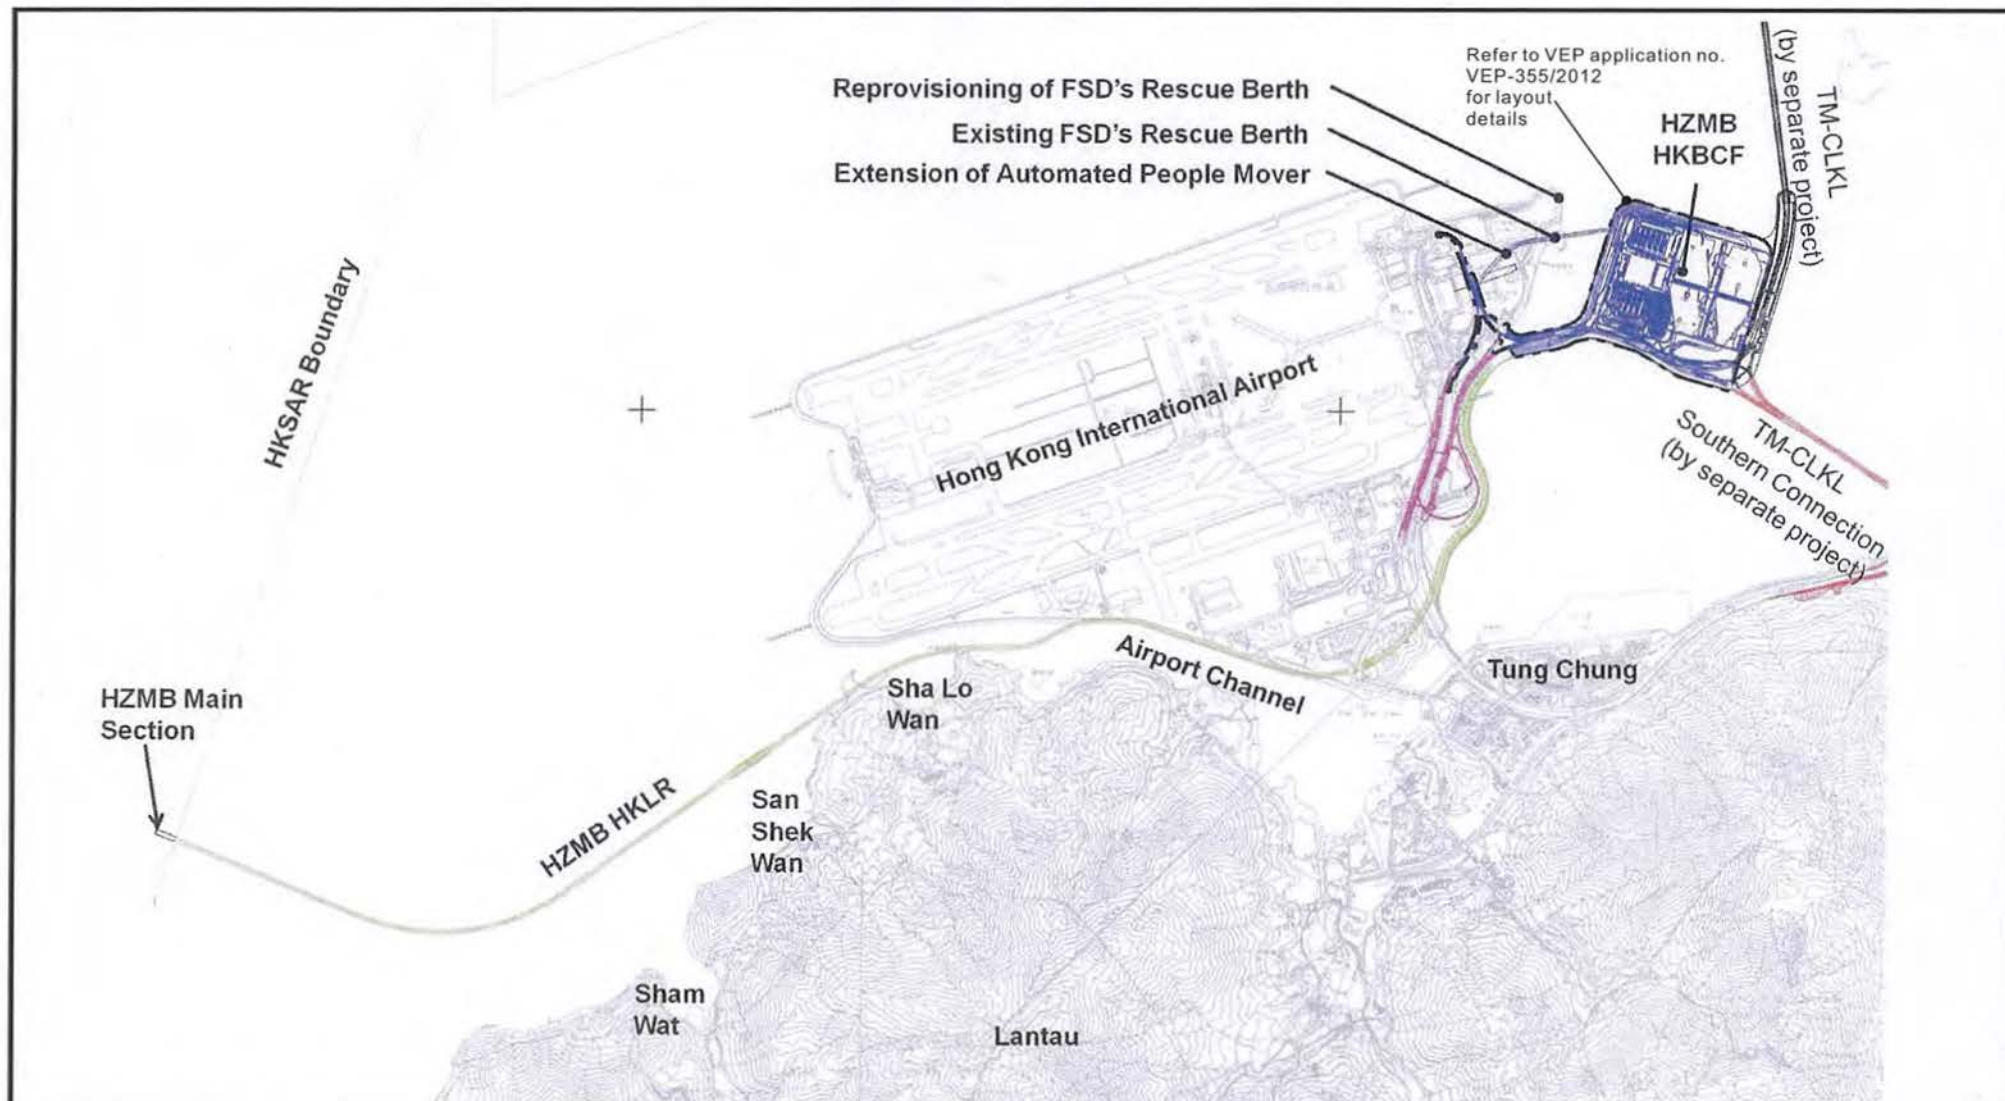 Refer to VEP application no.
VEP-355/2012
for layout
details
Reprovisioning of FSD's Rescue Berth
Existing FSD's Rescue Berth
Extension of Automated People Mover
HZMB
HKBCF
TM-CLKL
(by separate project)
HKSAR Boundary
Hong Kong International Airport
TM-CLKL
Southern Connection
(by separate project)
Airport Channel
Tung Chung
Sha Lo
Wan
HZMB Main
Section
HZMB HKLR
San
Shek
Wan
Sham
Wat
Lantau